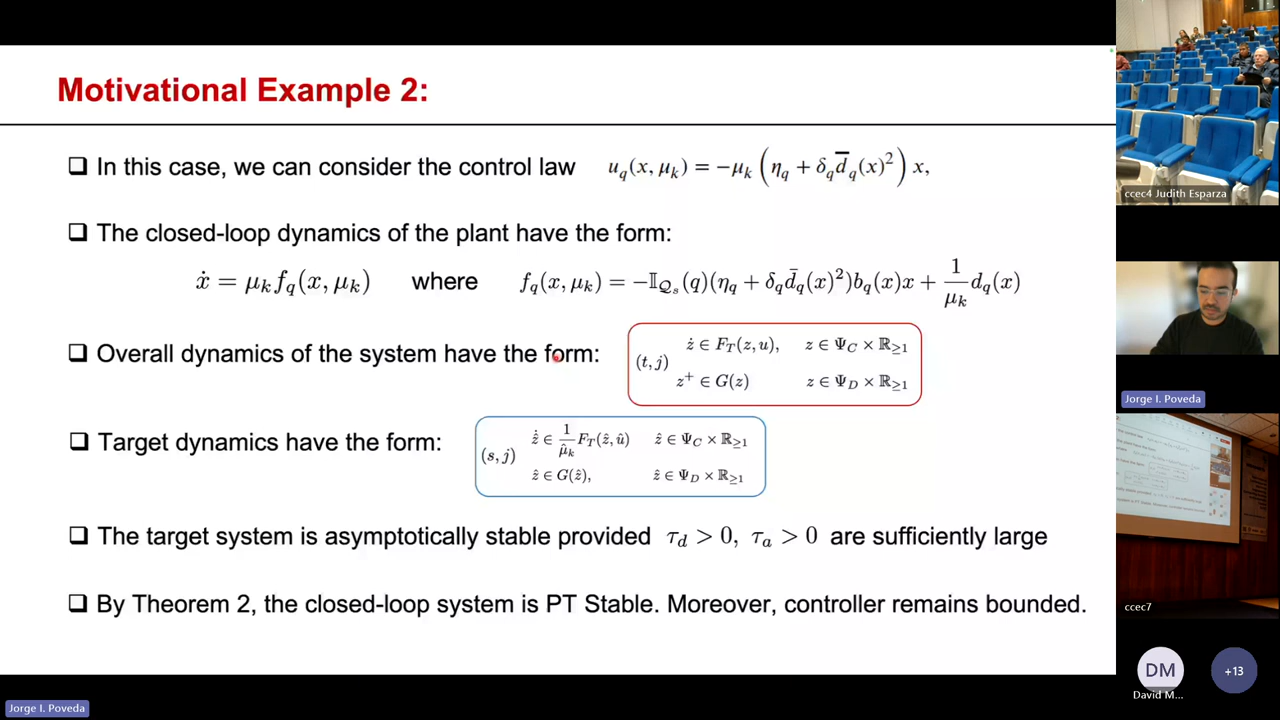 Motivational Example 2:
❑ In this case, we can consider the control law u_q(x, μ_k) = −μ_k (η_q + δ_q d̅_q(x)²) x,
❑ The closed-loop dynamics of the plant have the form:
ẋ = μ_k f_q(x, μ_k) where f_q(x, μ_k) = −𝕀_{Q_s}(q)(η_q + δ_q d̄_q(x)²)b_q(x)x + 1/μ_k d_q(x)
❑ Overall dynamics of the system have the form:
(t, j) ż ∈ F_T(z, u), z ∈ Ψ_C × ℝ_≥1
z⁺ ∈ G(z) z ∈ Ψ_D × ℝ_≥1
❑ Target dynamics have the form:
(s, j) ẑ̇ ∈ 1/μ̂_k F_T(ẑ, û) ẑ ∈ Ψ_C × ℝ_≥1
ẑ ∈ G(ẑ), ẑ ∈ Ψ_D × ℝ_≥1
❑ The target system is asymptotically stable provided τ_d > 0, τ_a > 0 are sufficiently large
❑ By Theorem 2, the closed-loop system is PT Stable. Moreover, controller remains bounded.
Jorge I. Poveda
ccec4 Judith Esparza
Jorge I. Poveda
ccec7
DM
David M...
+13